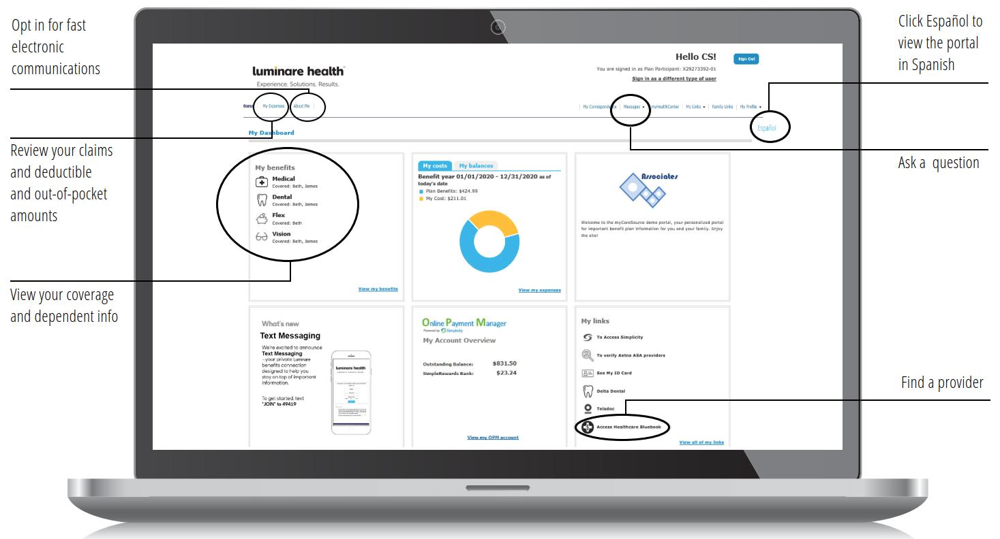 Opt in for fast
electronic
communications
Click Español to
view the portal
in Spanish
luminare health™
Experience. Solutions. Results.
Hello CS!
Sign Out
You are signed in as Plan Participant: X29273392-01
Sign in as a different type of user
Home My Expenses About Me
My Correspondence Messages myHealthCenter My Links Family Links My Profile
Español
My Dashboard
Review your claims
and deductible
and out-of-pocket
amounts
Ask a question
My benefits
Medical
Covered: Beth, James
Dental
Covered: Beth, James
Flex
Covered: Beth
Vision
Covered: Beth, James
View my benefits
My costs My balances
Benefit year 01/01/2020 - 12/31/2020 as of
today's date
Plan Benefits: $424.99
My Cost: $211.01
View my expenses
Associates
Welcome to the myCareSource demo portal, your personalized portal
for important benefit plan information for you and your family. Enjoy
the site!
View your coverage
and dependent info
What's new
Text Messaging
We're excited to announce
Text Messaging
–your private Luminare
benefits connection
designed to help you
stay on top of important
information.
To get started, text
"JOIN" to 49419
luminare health
Online Payment Manager
Powered by Simplicity
My Account Overview
Outstanding Balance: $831.50
SimpleRewards Bank: $23.24
View my OPM account
My links
To Access Simplicity
To verify Aetna ASA providers
See My ID Card
Delta Dental
Teladoc
Access Healthcare Bluebook
View all of my links
Find a provider